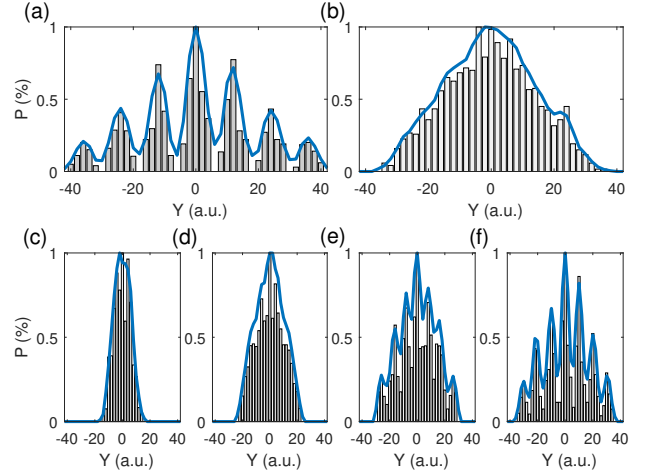 (a) (b)
1 1
P (%) 0.5 0.5
0 0
-40 -20 0 20 40 -40 -20 0 20 40
Y (a.u.) Y (a.u.)
(c) (d) (e) (f)
1 1 1 1
P (%) 0.5 0.5 0.5 0.5
0 0 0 0
-40 -20 0 20 40 -40 -20 0 20 40 -40 -20 0 20 40 -40 -20 0 20 40
Y (a.u.) Y (a.u.) Y (a.u.) Y (a.u.)